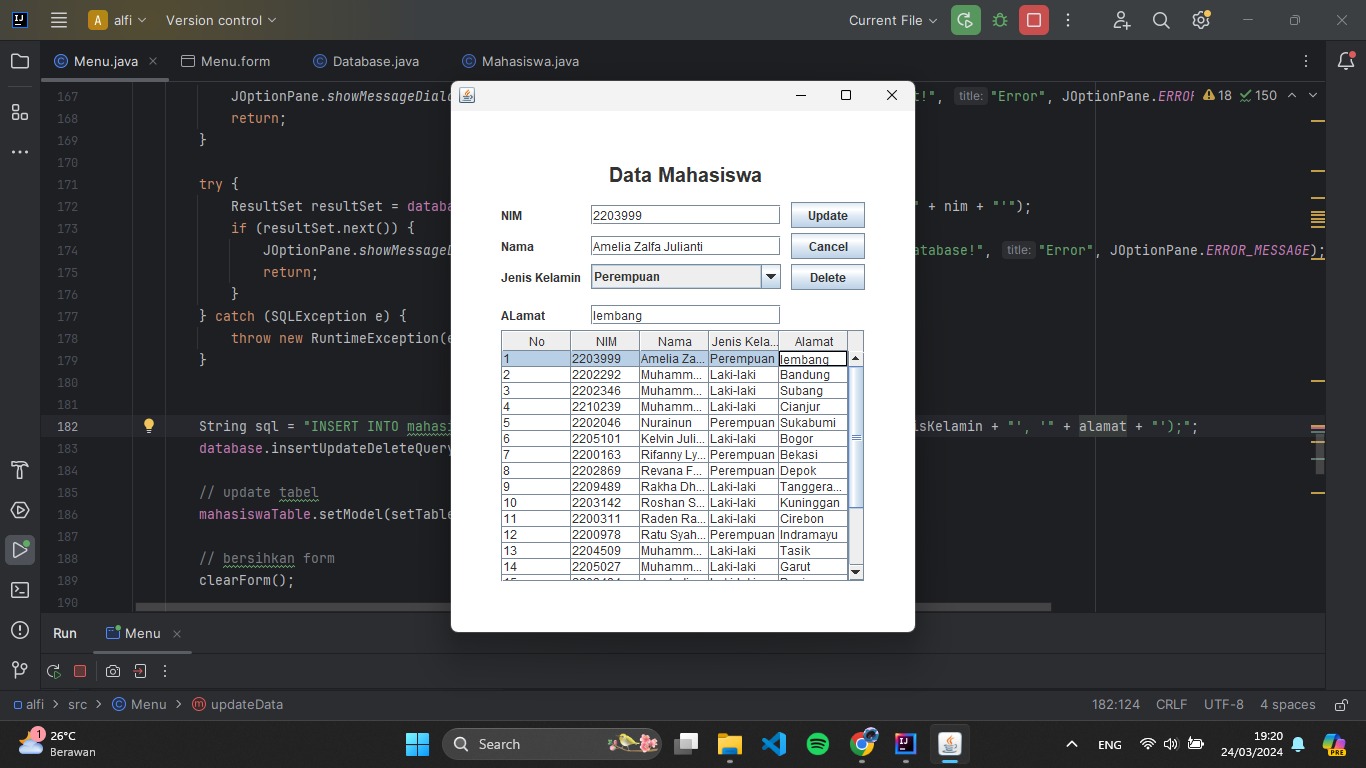 A alfi Version control Current File
Menu.java Menu.form Database.java Mahasiswa.java
167 JOptionPane.showMessageDialo t!", title: "Error", JOptionPane.ERROR 18 150
168 return;
169 }
170
171 try {
172 ResultSet resultSet = databa " + nim + "'");
173 if (resultSet.next()) {
174 JOptionPane.showMessageD atabase!", title: "Error", JOptionPane.ERROR_MESSAGE);
175 return;
176 }
177 } catch (SQLException e) {
178 throw new RuntimeException(e
179 }
180
181
182 String sql = "INSERT INTO mahas isKelamin + "', '" + alamat + "');";
183 database.insertUpdateDeleteQuery
184
185 // update tabel
186 mahasiswaTable.setModel(setTable
187
188 // bersihkan form
189 clearForm();
190
Data Mahasiswa
NIM 2203999 Update
Nama Amelia Zalfa Julianti Cancel
Jenis Kelamin Perempuan Delete
ALamat lembang
No NIM Nama Jenis Kela... Alamat
1 2203999 Amelia Za... Perempuan lembang
2 2202292 Muhamm... Laki-laki Bandung
3 2202346 Muhamm... Laki-laki Subang
4 2210239 Muhamm... Laki-laki Cianjur
5 2202046 Nurainun Perempuan Sukabumi
6 2205101 Kelvin Juli... Laki-laki Bogor
7 2200163 Rifanny Ly... Perempuan Bekasi
8 2202869 Revana F... Perempuan Depok
9 2209489 Rakha Dh... Laki-laki Tanggera...
10 2203142 Roshan S... Laki-laki Kuninggan
11 2200311 Raden Ra... Laki-laki Cirebon
12 2200978 Ratu Syah... Perempuan Indramayu
13 2204509 Muhamm... Laki-laki Tasik
14 2205027 Muhamm... Laki-laki Garut
Run Menu
alfi > src > Menu > updateData 182:124 CRLF UTF-8 4 spaces
1 26°C
Berawan
Search
ENG
19:20
24/03/2024
PRE